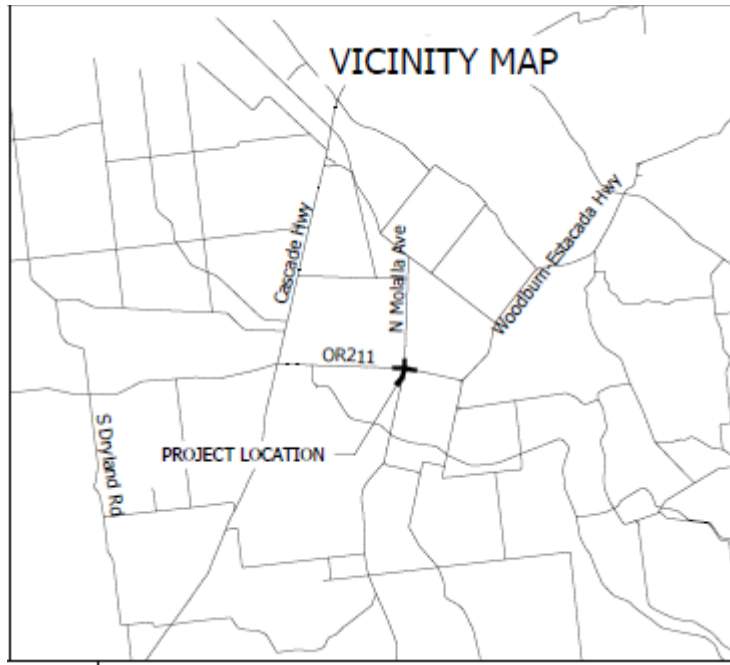 VICINITY MAP
Cascade Hwy
N Molalla Ave
Woodburn-Estacada Hwy
OR211
S Dryland Rd
PROJECT LOCATION